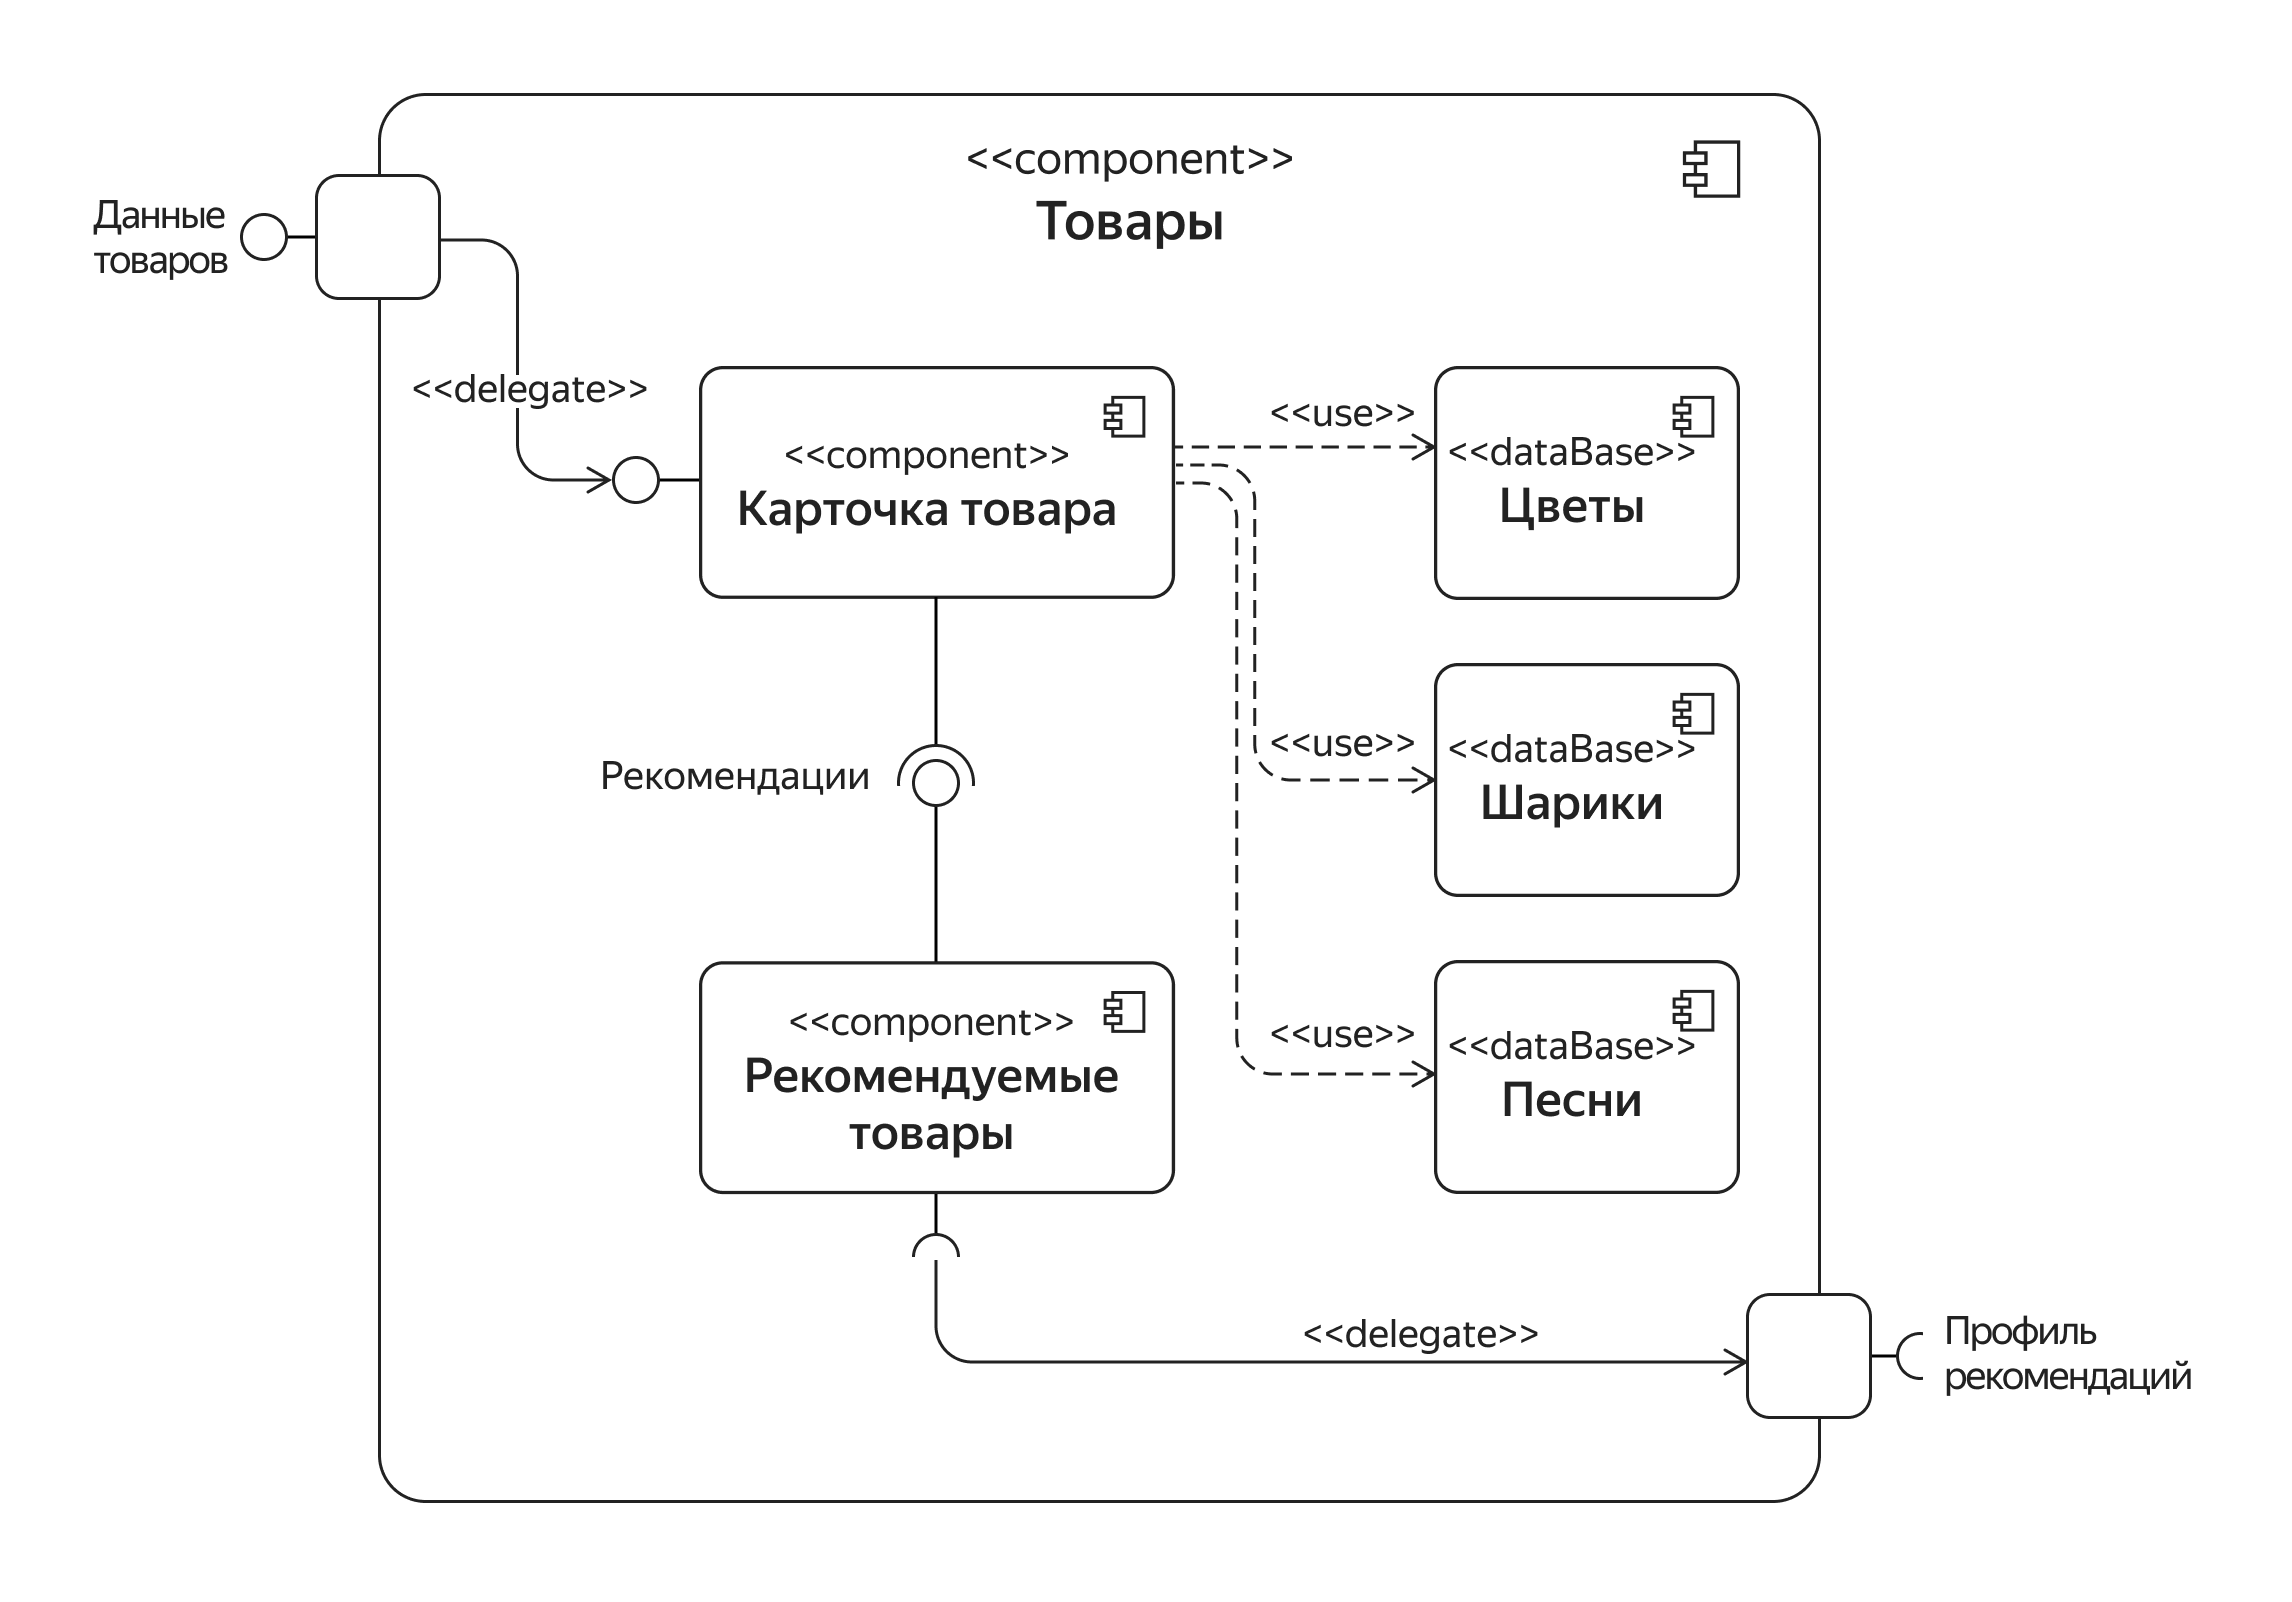 <<component>>
Товары
Данные
товаров
<<delegate>>
<<component>>
Карточка товара
<<use>>
<<dataBase>>
Цветы
Рекомендации
<<use>>
<<dataBase>>
Шарики
<<component>>
Рекомендуемые
товары
<<use>>
<<dataBase>>
Песни
<<delegate>>
Профиль
рекомендаций